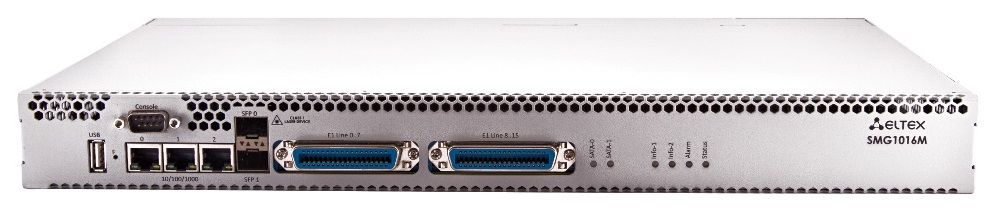 Console
SFP 0
CLASS 1
LASER DEVICE
ELTEX
SMG1016M
USB
0 1 2
E1 Line 0..7
E1 Line 8..15
SATA-0
SATA-1
Info-1
Info-2
Alarm
Status
F
10/100/1000
SFP 1